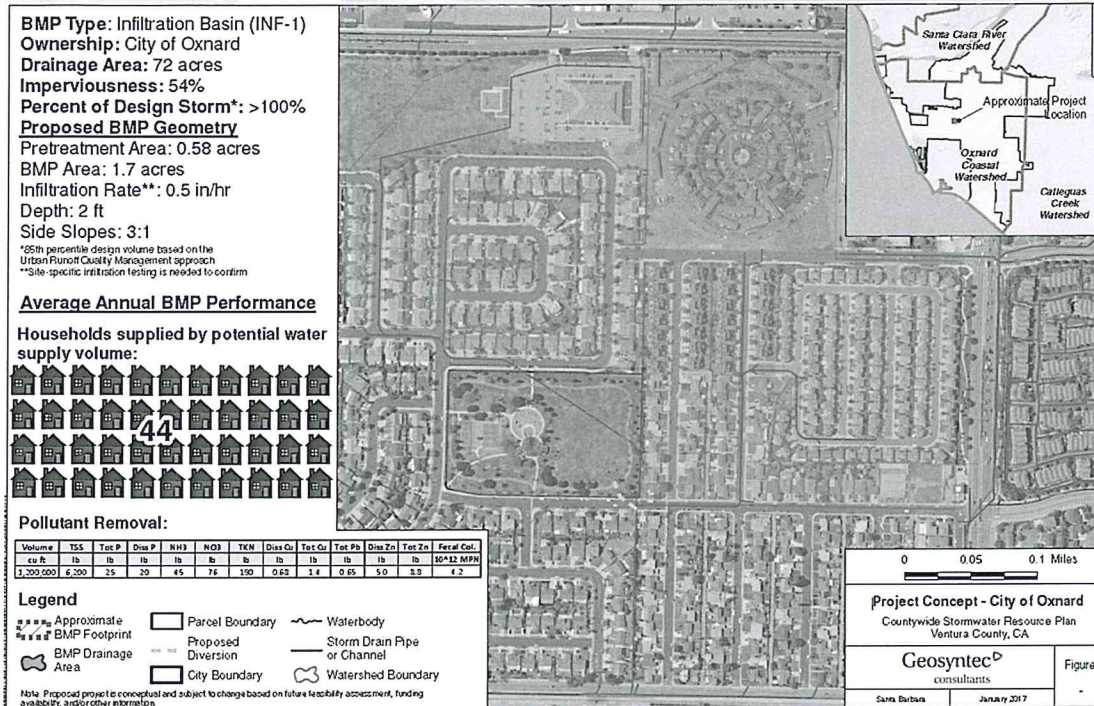 BMP Type: Infiltration Basin (INF-1)
Ownership: City of Oxnard
Drainage Area: 72 acres
Imperviousness: 54%
Percent of Design Storm*: >100%
Proposed BMP Geometry
Pretreatment Area: 0.58 acres
BMP Area: 1.7 acres
Infiltration Rate**: 0.5 in/hr
Depth: 2 ft
Side Slopes: 3:1
*85th percentile design volume based on the
Urban Runoff Quality Management approach
**Site-specific infiltration testing is needed to confirm
Average Annual BMP Performance
Households supplied by potential water
supply volume:
44
Pollutant Removal:
Volume TSS Tot P Diss P NH3 NO3 TKN Diss Cu Tot Cu Tot Pb Diss Zn Tot Zn Fecal Col.
cu ft lb lb lb lb lb lb lb lb lb lb lb 10^12 MPN
1,200,000 6,200 25 20 45 76 190 0.68 1.4 0.65 5.0 8.8 4.2
Legend
Approximate
BMP Footprint
BMP Drainage
Area
Parcel Boundary
Proposed
Diversion
City Boundary
Waterbody
Storm Drain Pipe
or Channel
Watershed Boundary
Note: Proposed project is conceptual and subject to change based on future feasibility assessment, funding
availability, and/or other information.
Santa Clara River
Watershed
Approximate Project
Location
Oxnard
Coastal
Watershed
Calleguas
Creek
Watershed
0 0.05 0.1 Miles
Project Concept - City of Oxnard
Countywide Stormwater Resource Plan
Ventura County, CA
Geosyntec
consultants
Figure
-
Santa Barbara
January 2017